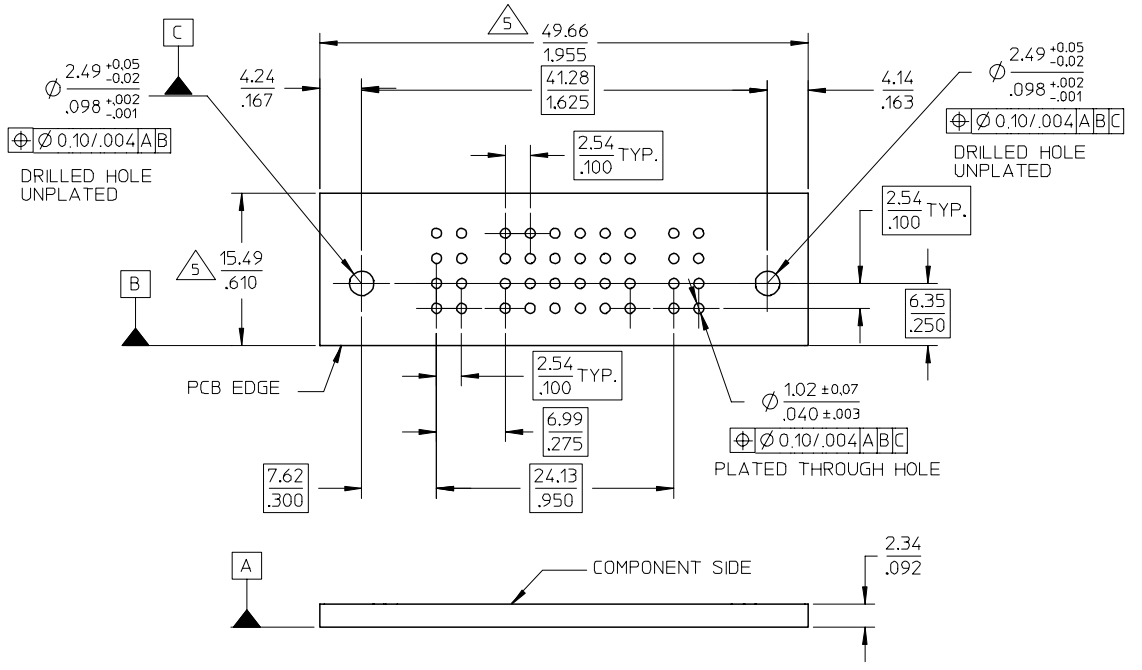 C
5
49.66
1.955
⌀ 2.49 +0.05 -0.02
.098 +.002 -.001
⌖ ⌀ 0.10/.004 A B
DRILLED HOLE
UNPLATED
4.24
.167
41.28
1.625
4.14
.163
⌀ 2.49 +0.05 -0.02
.098 +.002 -.001
⌖ ⌀ 0.10/.004 A B C
DRILLED HOLE
UNPLATED
2.54
.100
TYP.
2.54
.100
TYP.
5
15.49
.610
B
6.35
.250
PCB EDGE
2.54
.100
TYP.
6.99
.275
⌀ 1.02 ±0.07
.040 ±.003
⌖ ⌀ 0.10/.004 A B C
PLATED THROUGH HOLE
7.62
.300
24.13
.950
A
COMPONENT SIDE
2.34
.092